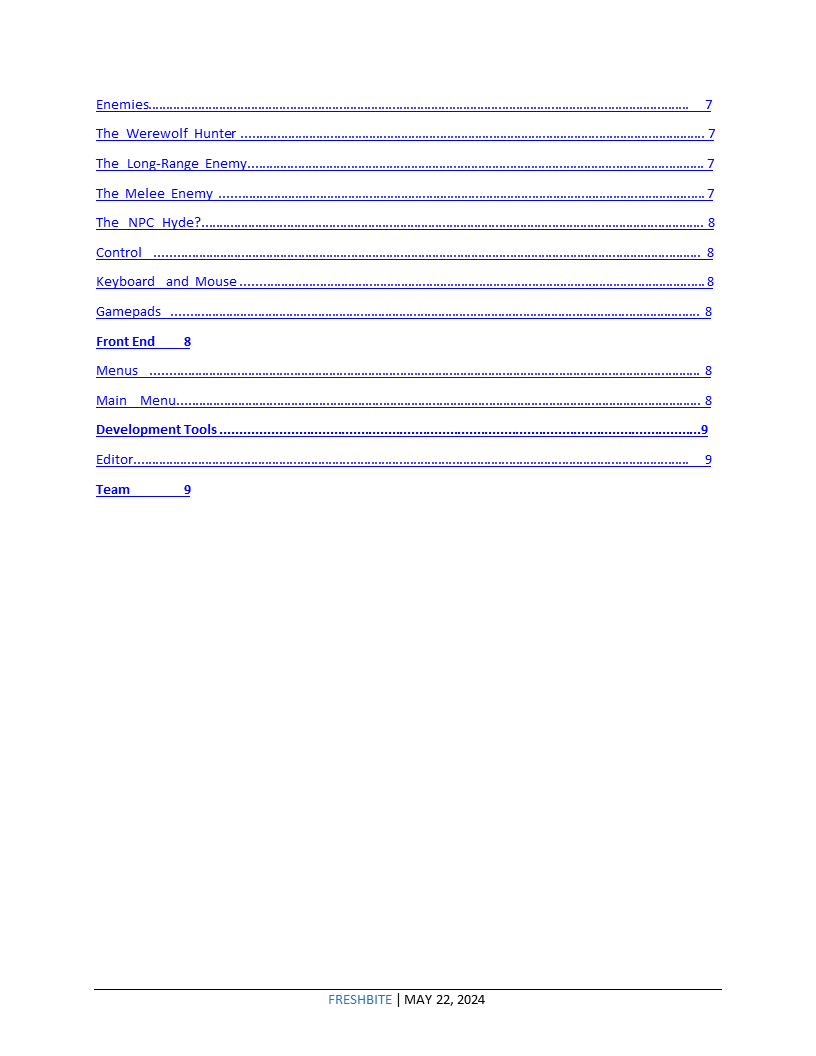 Enemies.......................................................................................................................................................... 7
The Werewolf Hunter ..................................................................................................................................... 7
The Long-Range Enemy................................................................................................................................... 7
The Melee Enemy ........................................................................................................................................... 7
The NPC Hyde?................................................................................................................................................ 8
Control ............................................................................................................................................................ 8
Keyboard and Mouse ..................................................................................................................................... 8
Gamepads ....................................................................................................................................................... 8
Front End 8
Menus ............................................................................................................................................................. 8
Main Menu...................................................................................................................................................... 8
Development Tools .........................................................................................................................9
Editor............................................................................................................................................................... 9
Team 9
FRESHBITE | MAY 22, 2024